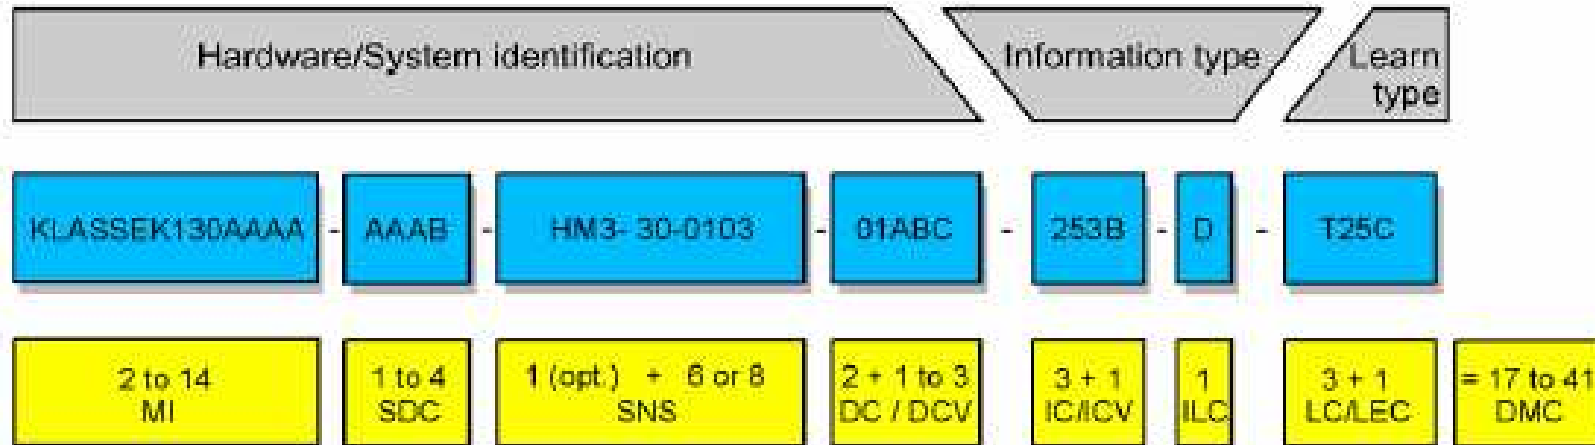 Hardware/System identification
Information type
Learn
type
KLASSEK130AAAA - AAAB - HM3- 30-0103 - 01ABC - 253B - D - T25C
2 to 14
MI
1 to 4
SDC
1 (opt.) + 6 or 8
SNS
2 + 1 to 3
DC / DCV
3 + 1
IC/ICV
1
ILC
3 + 1
LC/LEC
= 17 to 41
DMC